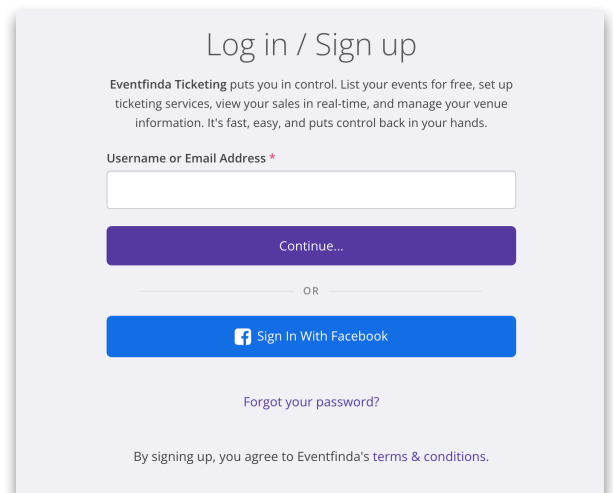 Log in / Sign up
Eventfinda Ticketing puts you in control. List your events for free, set up
ticketing services, view your sales in real-time, and manage your venue
information. It's fast, easy, and puts control back in your hands.
Username or Email Address *
Continue...
OR
Sign In With Facebook
Forgot your password?
By signing up, you agree to Eventfinda's terms & conditions.